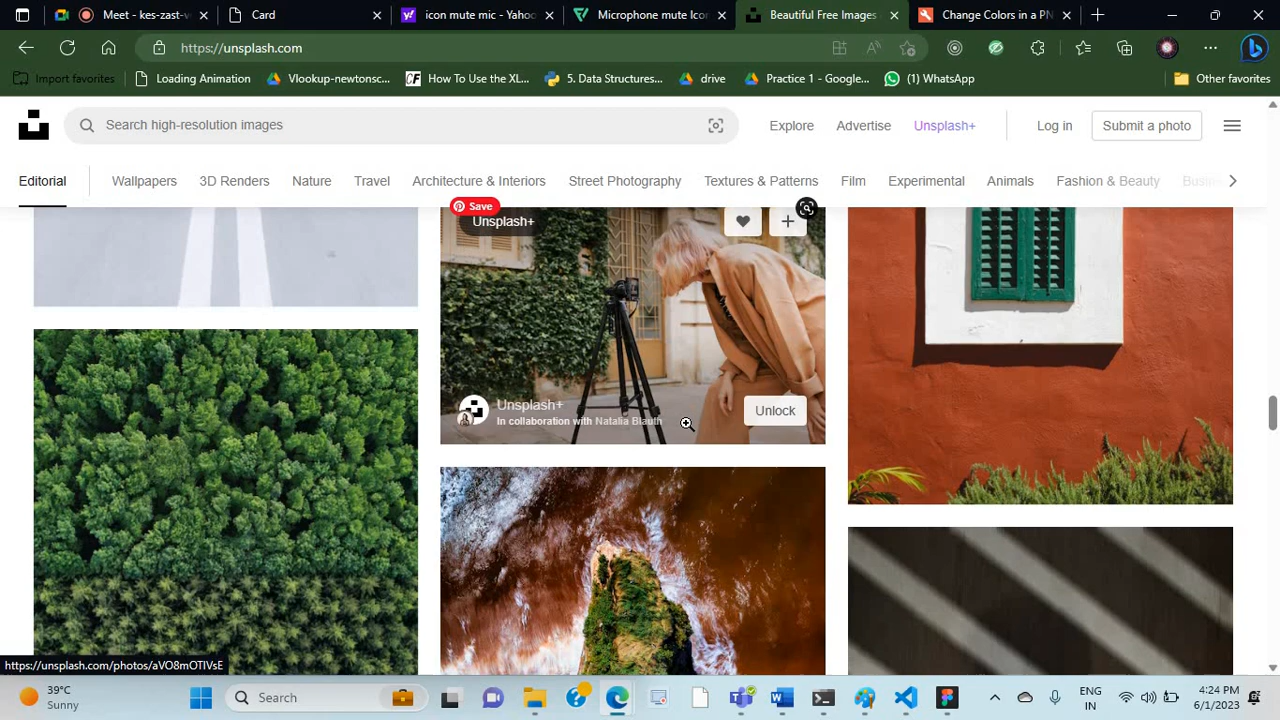 Meet - kes-zast-v
Card
icon mute mic - Yahoo
Microphone mute Icon
Beautiful Free Images
Change Colors in a PN
https://unsplash.com
Import favorites
Loading Animation
Vlookup-newtonsc...
CF How To Use the XL...
5. Data Structures...
drive
Practice 1 - Google...
(1) WhatsApp
Other favorites
Search high-resolution images
Explore
Advertise
Unsplash+
Log in
Submit a photo
Editorial
Wallpapers
3D Renders
Nature
Travel
Architecture & Interiors
Street Photography
Textures & Patterns
Film
Experimental
Animals
Fashion & Beauty
Save
Unsplash+
Unsplash+
In collaboration with Natalia Blauth
Unlock
https://unsplash.com/photos/aVO8mOTIVsE
39°C
Sunny
Search
ENG
IN
4:24 PM
6/1/2023